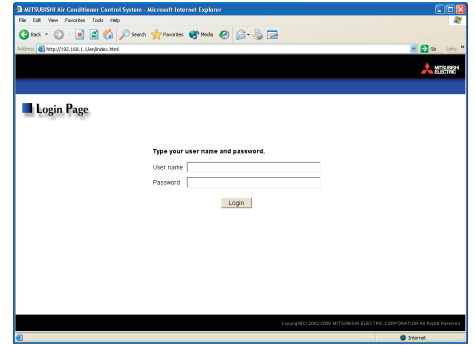 MITSUBISHI Air Conditioner Control System - Microsoft Internet Explorer
File Edit View Favorites Tools Help
Back Search Favorites Media
Address http://192.168.1.1/en/index.html Go Links
MITSUBISHI
ELECTRIC
Login Page
Type your user name and password.
User name
Password
Login
Copyright(C) 2002-2009 MITSUBISHI ELECTRIC CORPORATION All Rights Reserved
Internet